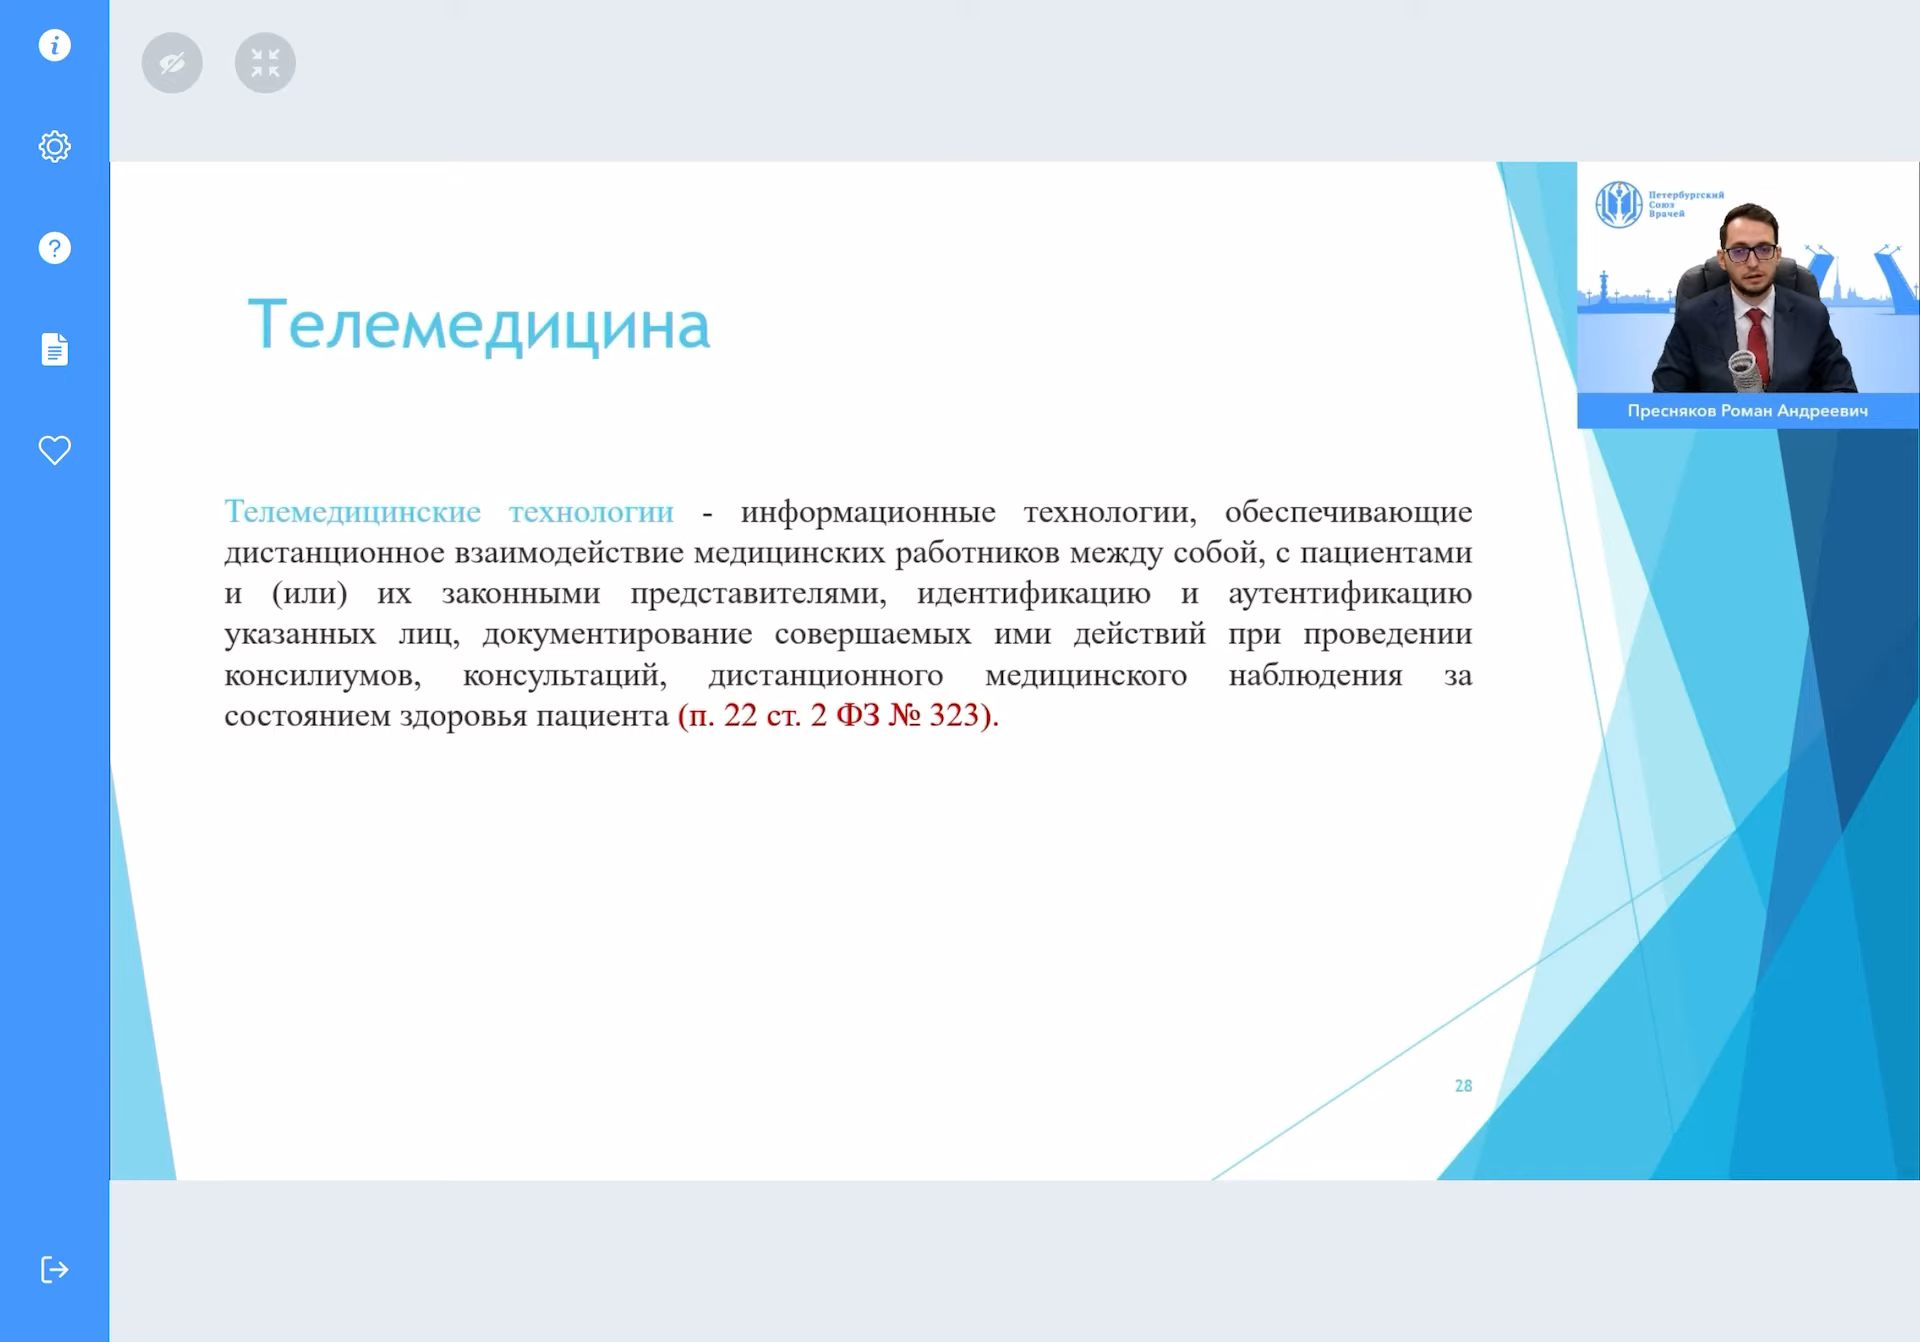 Петербургский
Союз
Врачей
Пресняков Роман Андреевич
Телемедицина
Телемедицинские технологии - информационные технологии, обеспечивающие
дистанционное взаимодействие медицинских работников между собой, с пациентами
и (или) их законными представителями, идентификацию и аутентификацию
указанных лиц, документирование совершаемых ими действий при проведении
консилиумов, консультаций, дистанционного медицинского наблюдения за
состоянием здоровья пациента (п. 22 ст. 2 ФЗ № 323).
28